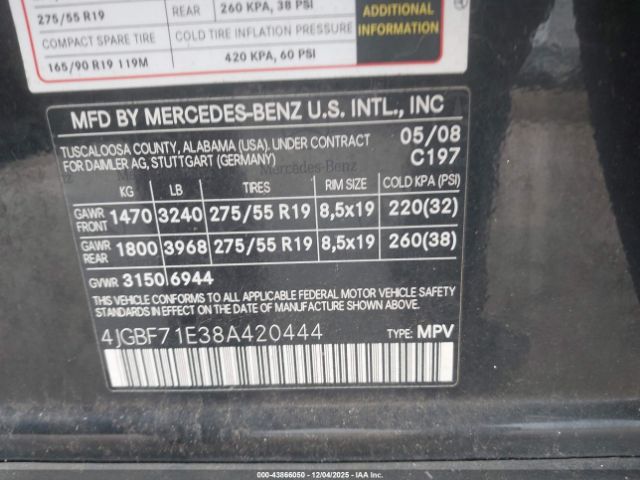 275/55 R19 REAR 260 KPA, 38 PSI
ADDITIONAL
INFORMATION
COMPACT SPARE TIRE COLD TIRE INFLATION PRESSURE
165/90 R19 119M 420 KPA, 60 PSI
MFD BY MERCEDES-BENZ U.S. INTL., INC
TUSCALOOSA COUNTY, ALABAMA (USA). UNDER CONTRACT 05/08
FOR DAIMLER AG, STUTTGART (GERMANY) C197
Mercedes-Benz
KG LB TIRES RIM SIZE COLD KPA (PSI)
GAWR FRONT 1470 3240 275/55 R19 8,5x19 220(32)
GAWR REAR 1800 3968 275/55 R19 8,5x19 260(38)
GVWR 3150 6944
THIS VEHICLE CONFORMS TO ALL APPLICABLE FEDERAL MOTOR VEHICLE SAFETY
STANDARDS IN EFFECT ON THE DATE OF MANUFACTURE SHOWN ABOVE.
4JGBF71E38A420444 TYPE: MPV
000-43866050 - 12/04/2025 - IAA Inc.